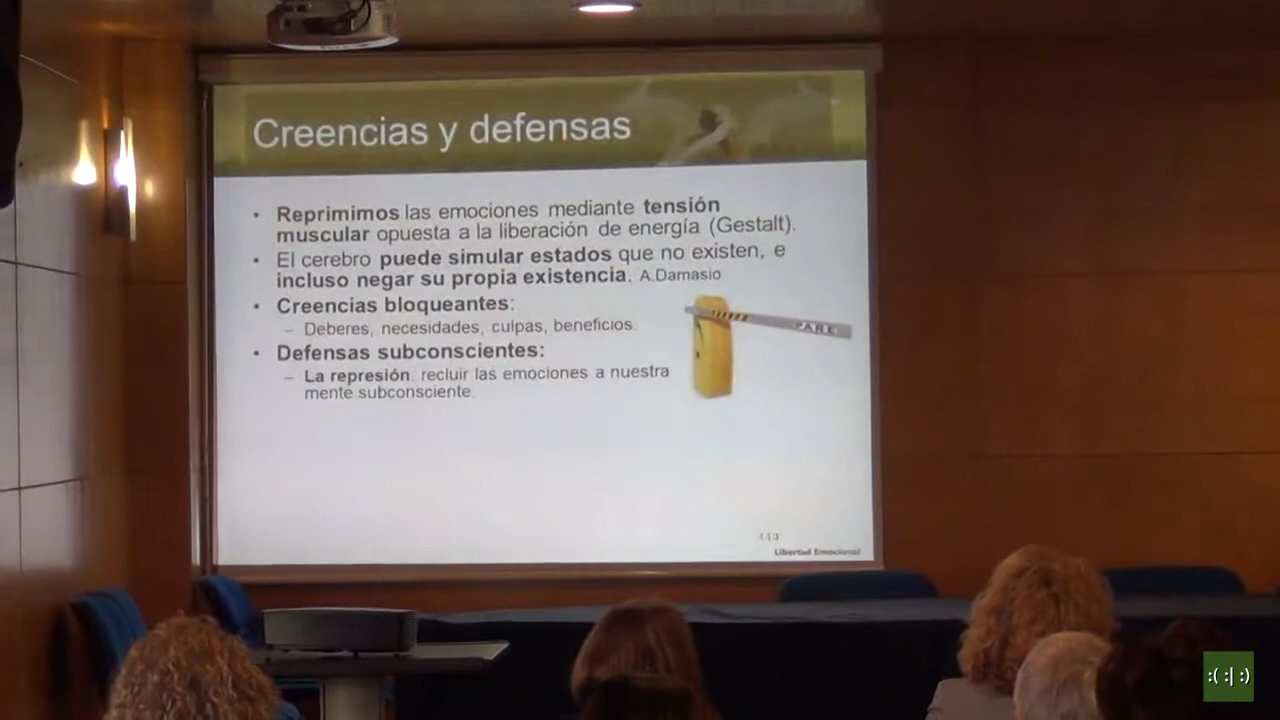 Creencias y defensas
• Reprimimos las emociones mediante tensión
muscular opuesta a la liberación de energía (Gestalt).
• El cerebro puede simular estados que no existen, e
incluso negar su propia existencia. A.Damasio
• Creencias bloqueantes:
– Deberes, necesidades, culpas, beneficios.
• Defensas subconscientes:
– La represión: recluir las emociones a nuestra
mente subconsciente.
PARE
Libertad Emocional
:( :| :)